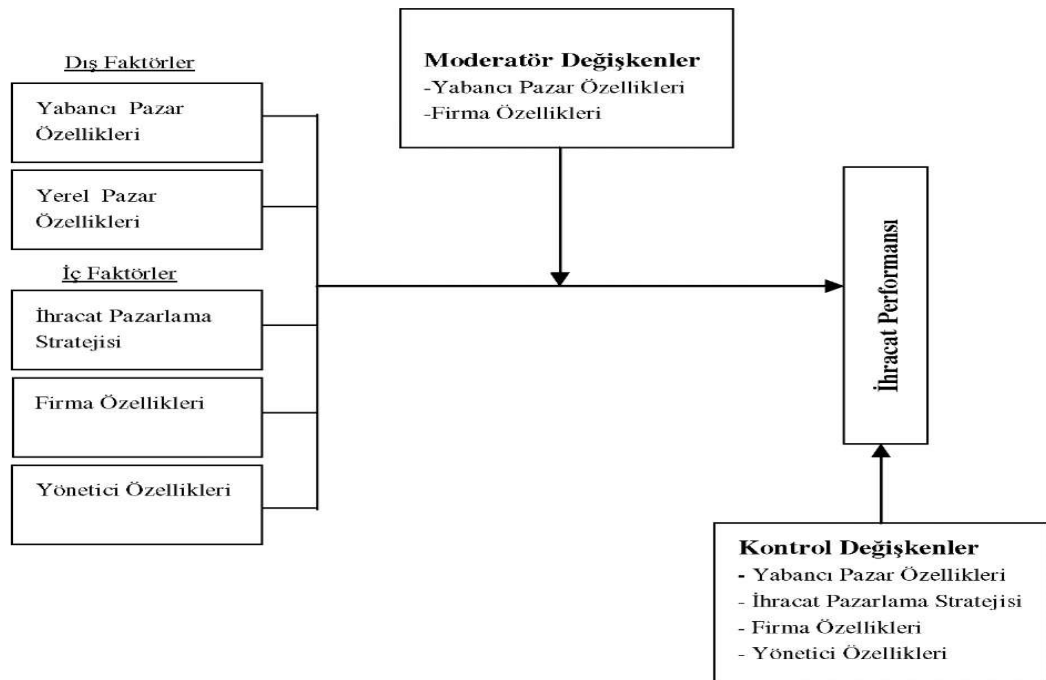 Dış Faktörler
Yabancı Pazar
Özellikleri
Yerel Pazar
Özellikleri
İç Faktörler
İhracat Pazarlama
Stratejisi
Firma Özellikleri
Yönetici Özellikleri
Moderatör Değişkenler
-Yabancı Pazar Özellikleri
-Firma Özellikleri
İhracat Performansı
Kontrol Değişkenler
- Yabancı Pazar Özellikleri
- İhracat Pazarlama Stratejisi
- Firma Özellikleri
- Yönetici Özellikleri